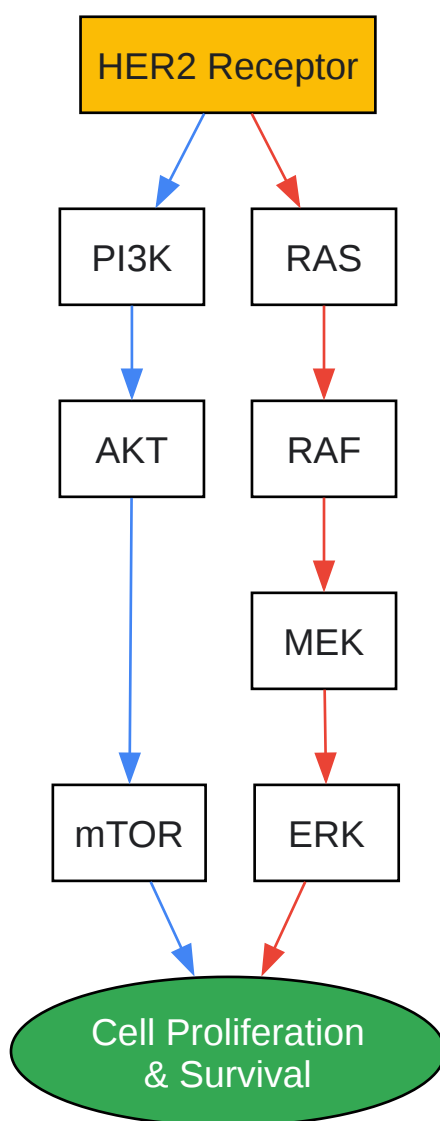 HER2 Receptor
PI3K
RAS
AKT
RAF
MEK
mTOR
ERK
Cell Proliferation
& Survival